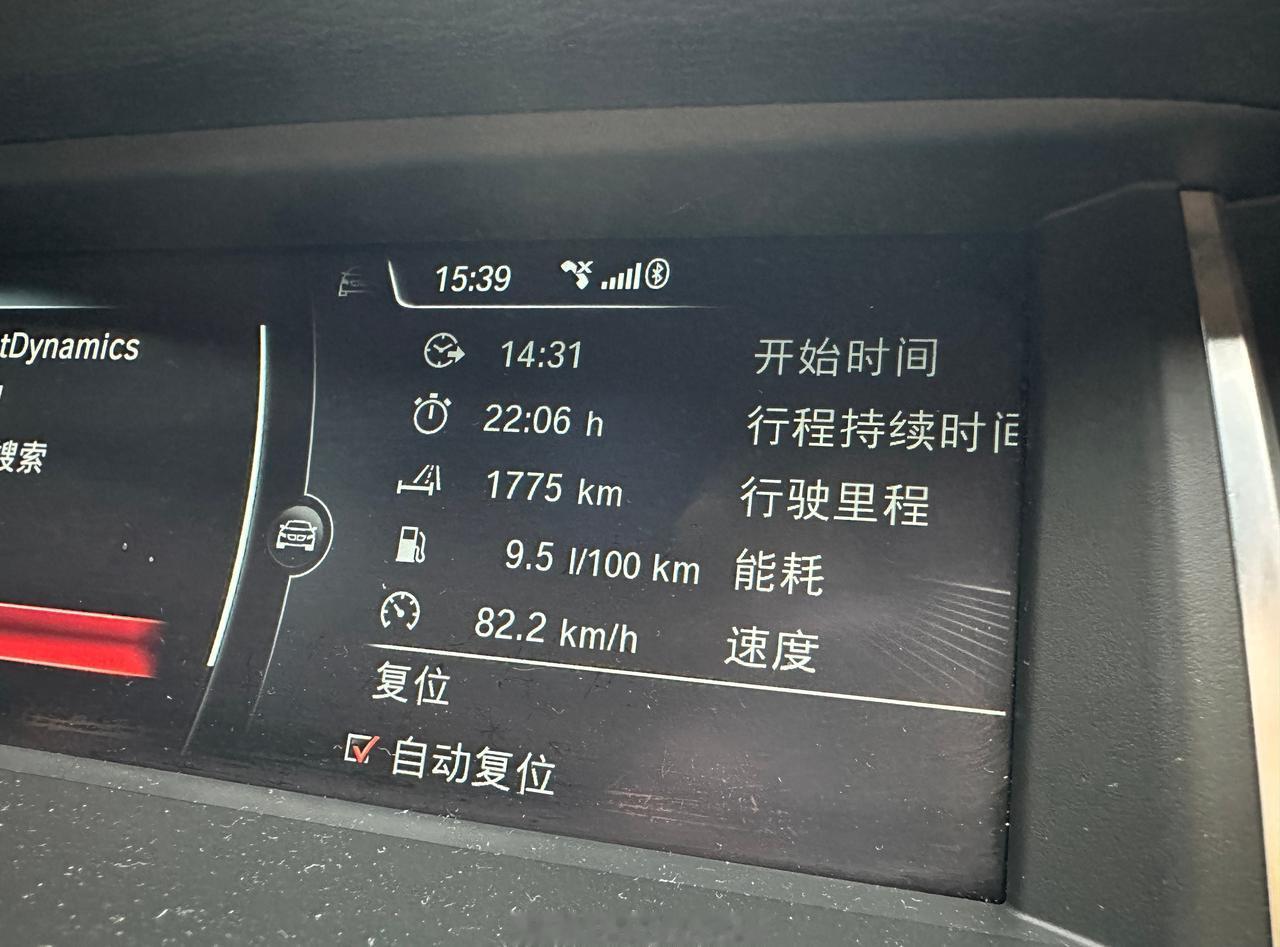 15:39
tDynamics
搜索
14:31 开始时间
22:06 h 行程持续时间
1775 km 行驶里程
9.5 l/100 km 能耗
82.2 km/h 速度
复位
自动复位